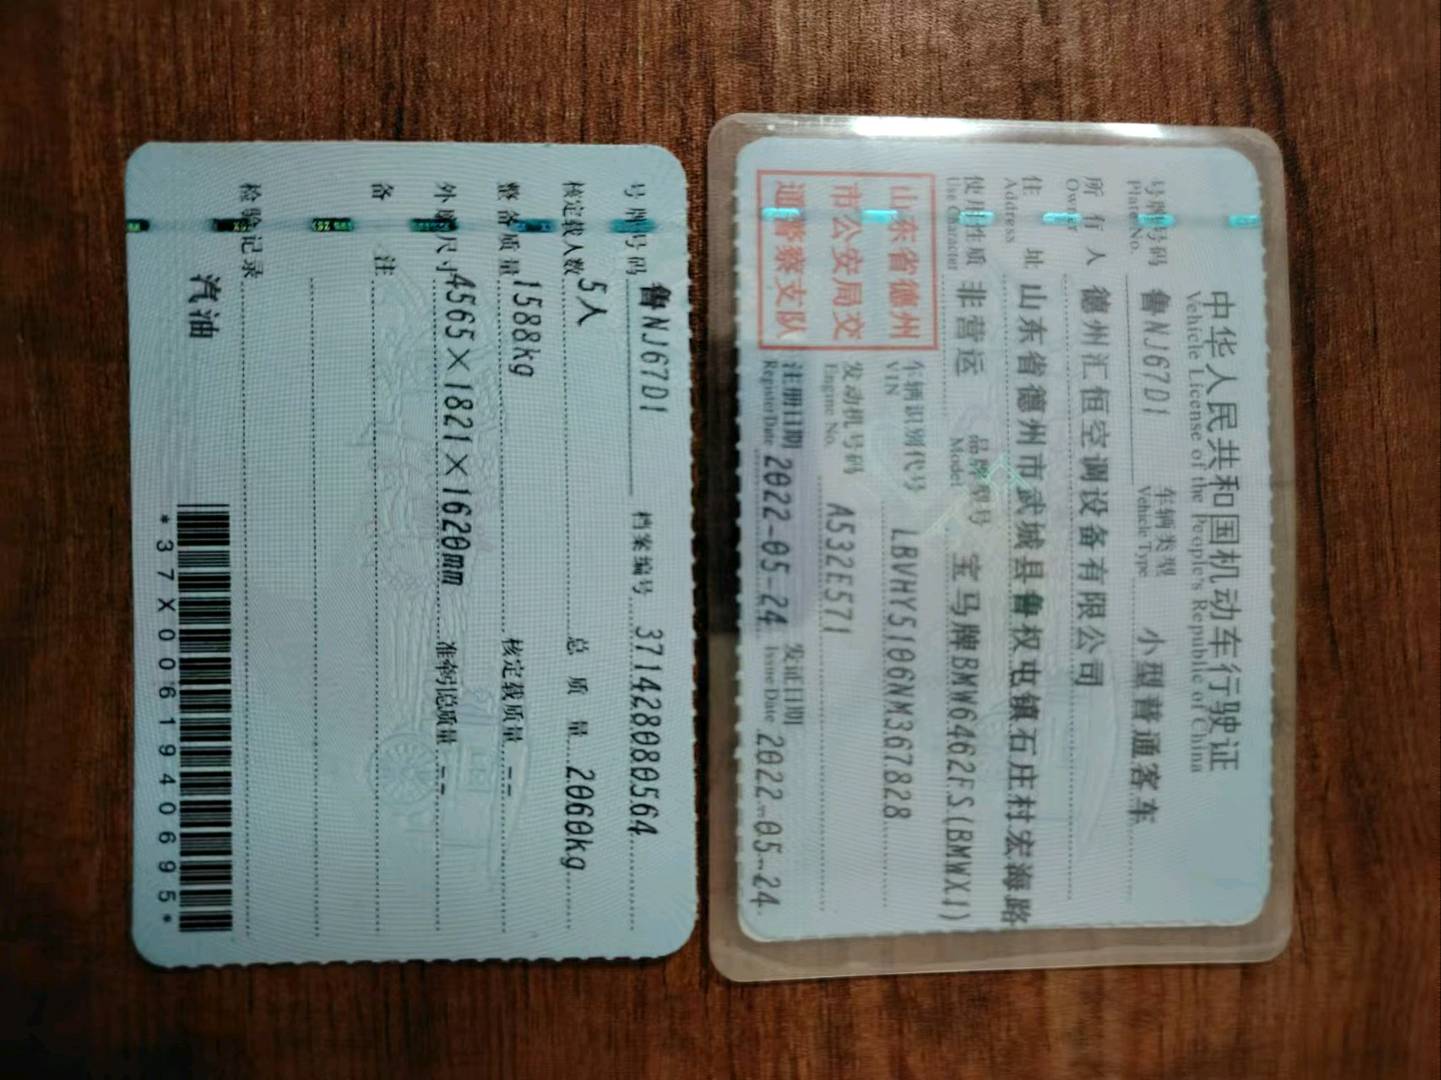 中华人民共和国机动车行驶证
Vehicle License of the People's Republic of China
号牌号码 鲁NJ67D1 车辆类型 小型普通客车
Plate No. Vehicle Type
所有人 德州汇恒空调设备有限公司
Owner
住址 山东省德州市武城县鲁权屯镇石庄村宏海路
Address
使用性质 非营运 品牌型号 宝马牌BMW6462FS(BMWX1)
Use Character Model
山东省德州
市公安局交
通警察支队
车辆识别代号 LBVHY5106NM367828
VIN
发动机号码 A532E571
Engine No.
注册日期 2022-05-24 发证日期 2022-05-24
Register Date Issue Date
号牌号码 鲁NJ67D1 档案编号 371428080564
核定载人数 5人 总质量 2060kg
整备质量 1588kg 核定载质量 --
外廓尺寸 4565×1821×1620mm 准牵引总质量 --
备注
检验记录
汽油
*37X0061940695*